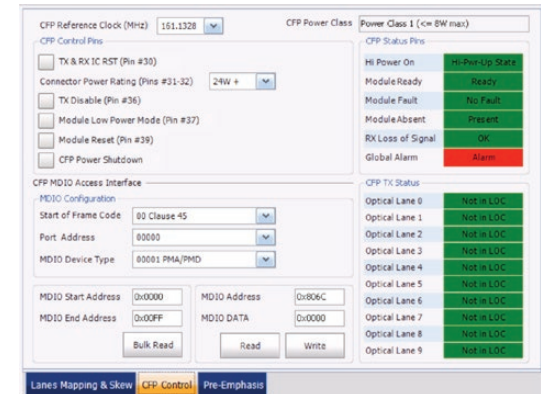 CFP Reference Clock (MHz) 161.1328 CFP Power Class Power Class 1 (<= 8W max)
CFP Control Pins
TX & RX IC RST (Pin #30)
Connector Power Rating (Pins #31-32) 24W +
TX Disable (Pin #36)
Module Low Power Mode (Pin #37)
Module Reset (Pin #39)
CFP Power Shutdown
CFP Status Pins
Hi Power On Hi-Pwr-Up State
Module Ready Ready
Module Fault No Fault
Module Absent Present
RX Loss of Signal OK
Global Alarm Alarm
CFP MDIO Access Interface
MDIO Configuration
Start of Frame Code 00 Clause 45
Port Address 00000
MDIO Device Type 00001 PMA/PMD
MDIO Start Address 0x0000
MDIO End Address 0x00FF
Bulk Read
MDIO Address 0x806C
MDIO DATA 0x0000
Read Write
CFP TX Status
Optical Lane 0 Not in LOC
Optical Lane 1 Not in LOC
Optical Lane 2 Not in LOC
Optical Lane 3 Not in LOC
Optical Lane 4 Not in LOC
Optical Lane 5 Not in LOC
Optical Lane 6 Not in LOC
Optical Lane 7 Not in LOC
Optical Lane 8 Not in LOC
Optical Lane 9 Not in LOC
Lanes Mapping & Skew CFP Control Pre-Emphasis